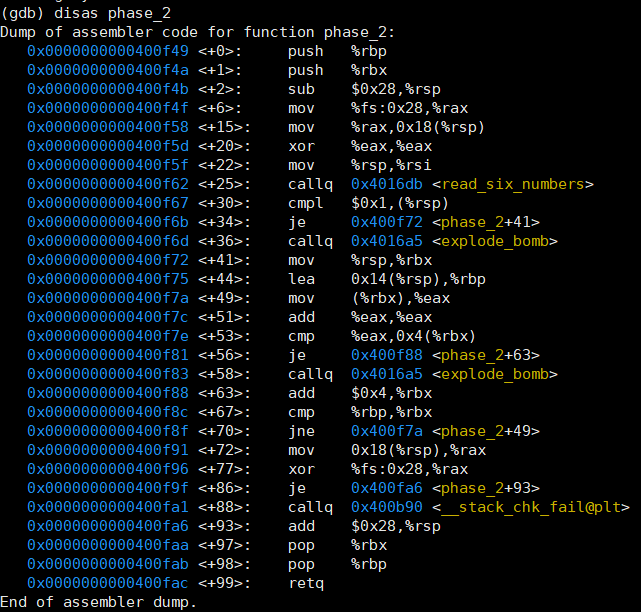 (gdb) disas phase_2
Dump of assembler code for function phase_2:
   0x0000000000400f49 <+0>:     push   %rbp
   0x0000000000400f4a <+1>:     push   %rbx
   0x0000000000400f4b <+2>:     sub    $0x28,%rsp
   0x0000000000400f4f <+6>:     mov    %fs:0x28,%rax
   0x0000000000400f58 <+15>:    mov    %rax,0x18(%rsp)
   0x0000000000400f5d <+20>:    xor    %eax,%eax
   0x0000000000400f5f <+22>:    mov    %rsp,%rsi
   0x0000000000400f62 <+25>:    callq  0x4016db <read_six_numbers>
   0x0000000000400f67 <+30>:    cmpl   $0x1,(%rsp)
   0x0000000000400f6b <+34>:    je     0x400f72 <phase_2+41>
   0x0000000000400f6d <+36>:    callq  0x4016a5 <explode_bomb>
   0x0000000000400f72 <+41>:    mov    %rsp,%rbx
   0x0000000000400f75 <+44>:    lea    0x14(%rsp),%rbp
   0x0000000000400f7a <+49>:    mov    (%rbx),%eax
   0x0000000000400f7c <+51>:    add    %eax,%eax
   0x0000000000400f7e <+53>:    cmp    %eax,0x4(%rbx)
   0x0000000000400f81 <+56>:    je     0x400f88 <phase_2+63>
   0x0000000000400f83 <+58>:    callq  0x4016a5 <explode_bomb>
   0x0000000000400f88 <+63>:    add    $0x4,%rbx
   0x0000000000400f8c <+67>:    cmp    %rbp,%rbx
   0x0000000000400f8f <+70>:    jne    0x400f7a <phase_2+49>
   0x0000000000400f91 <+72>:    mov    0x18(%rsp),%rax
   0x0000000000400f96 <+77>:    xor    %fs:0x28,%rax
   0x0000000000400f9f <+86>:    je     0x400fa6 <phase_2+93>
   0x0000000000400fa1 <+88>:    callq  0x400b90 <__stack_chk_fail@plt>
   0x0000000000400fa6 <+93>:    add    $0x28,%rsp
   0x0000000000400faa <+97>:    pop    %rbx
   0x0000000000400fab <+98>:    pop    %rbp
   0x0000000000400fac <+99>:    retq
End of assembler dump.